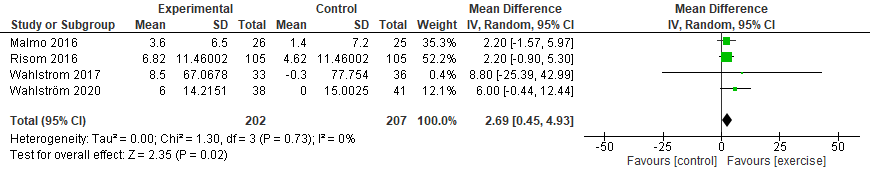 Experimental Control Mean Difference Mean Difference
Study or Subgroup Mean SD Total Mean SD Total Weight IV, Random, 95% CI IV, Random, 95% CI
Malmo 2016 3.6 6.5 26 1.4 7.2 25 35.3% 2.20 [-1.57, 5.97]
Risom 2016 6.82 11.46002 105 4.62 11.46002 105 52.2% 2.20 [-0.90, 5.30]
Wahlstrom 2017 8.5 67.0678 33 -0.3 77.754 36 0.4% 8.80 [-25.39, 42.99]
Wahlström 2020 6 14.2151 38 0 15.0025 41 12.1% 6.00 [-0.44, 12.44]
Total (95% CI) 202 207 100.0% 2.69 [0.45, 4.93]
Heterogeneity: Tau² = 0.00; Chi² = 1.30, df = 3 (P = 0.73); I² = 0%
Test for overall effect: Z = 2.35 (P = 0.02)
-50 -25 0 25 50
Favours [control] Favours [exercise]